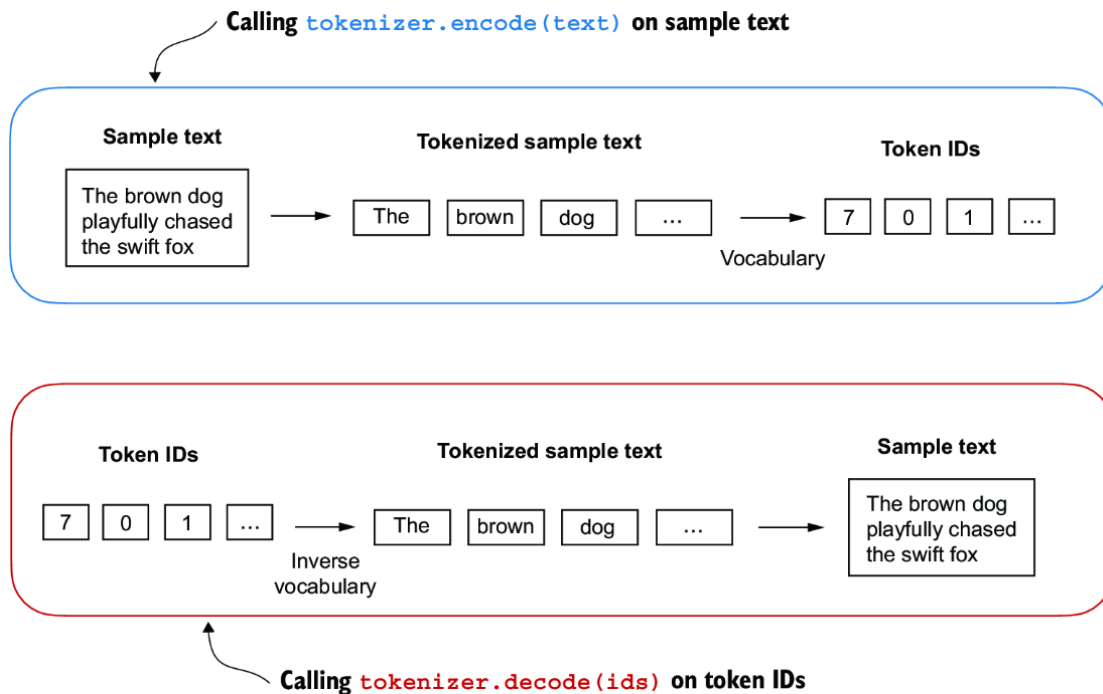 Calling tokenizer.encode(text) on sample text
Sample text
Tokenized sample text
Token IDs
The brown dog
playfully chased
the swift fox
The
brown
dog
...
Vocabulary
7
0
1
...
Token IDs
Tokenized sample text
Sample text
7
0
1
...
Inverse
vocabulary
The
brown
dog
...
The brown dog
playfully chased
the swift fox
Calling tokenizer.decode(ids) on token IDs